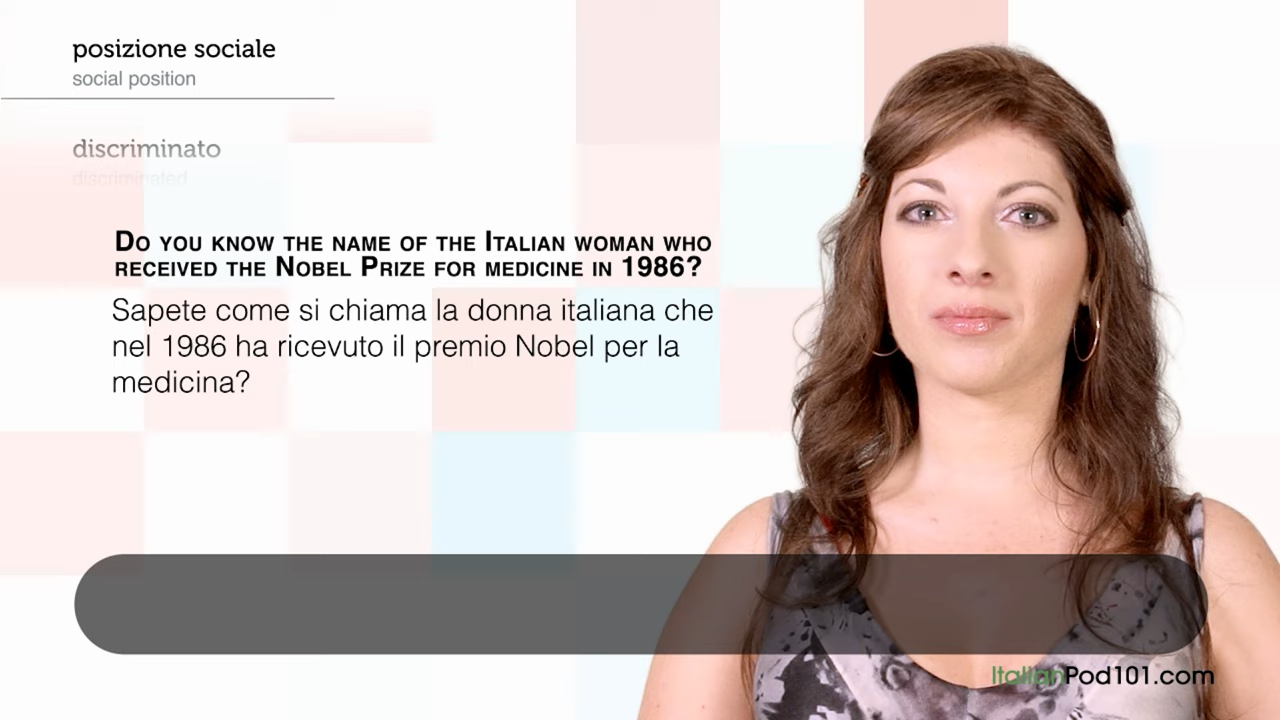 posizione sociale
social position
discriminato
discriminated
Do you know the name of the Italian woman who
received the Nobel Prize for medicine in 1986?
Sapete come si chiama la donna italiana che
nel 1986 ha ricevuto il premio Nobel per la
medicina?
ItalianPod101.com